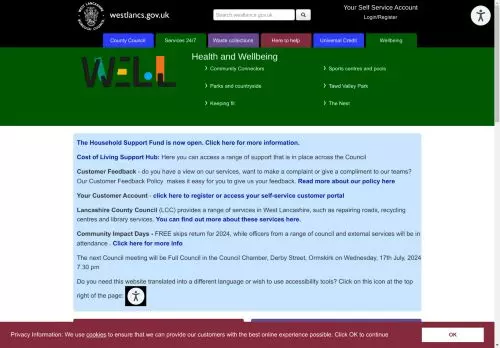 WEST LANCASHIRE
BOROUGH COUNCIL
westlancs.gov.uk
Search westlancs.gov.uk
Your Self Service Account
Login/Register
County Council
Services 24/7
Waste collections
Here to help
Universal Credit
Wellbeing
WELL
Health and Wellbeing
Community Connectors
Sports centres and pools
Parks and countryside
Tawd Valley Park
Keeping fit
The Nest
The Household Support Fund is now open. Click here for more information.
Cost of Living Support Hub: Here you can access a range of support that is in place across the Council
Customer Feedback - do you have a view on our services, want to make a complaint or give a compliment to our teams?
Our Customer Feedback Policy makes it easy for you to give us your feedback. Read more about our policy here
Your Customer Account - click here to register or access your self-service customer portal
Lancashire County Council (LCC) provides a range of services in West Lancashire, such as repairing roads, recycling
centres and library services. You can find out more about these services here.
Community Impact Days - FREE skips return for 2024, while officers from a range of council and external services will be in
attendance . Click here for more info
The next Council meeting will be Full Council in the Council Chamber, Derby Street, Ormskirk on Wednesday, 17th July, 2024
7.30 pm
Do you need this website translated into a different language or wish to use accessibility tools? Click on this icon at the top
right of the page:
Privacy Information: We use cookies to ensure that we can provide our customers with the best online experience possible. Click OK to continue
OK